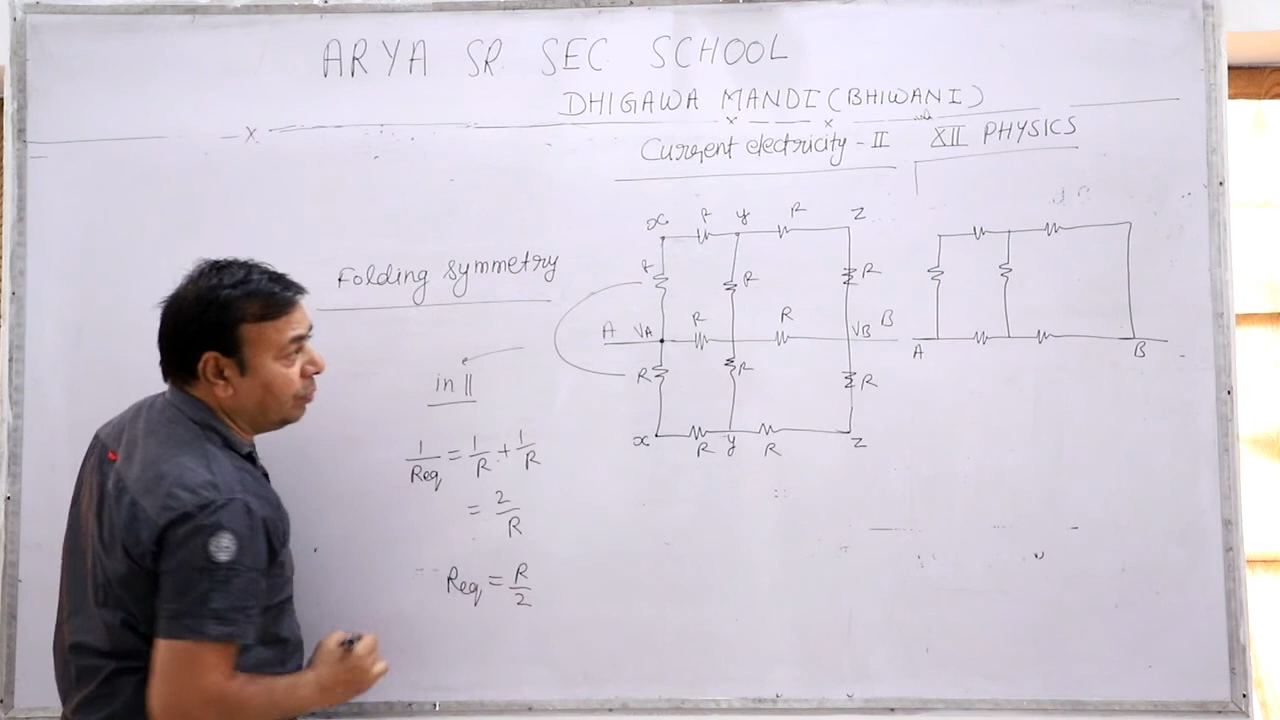 ARYA SR. SEC. SCHOOL
DHIGAWA MANDI (BHIWANI)
Current electricity - II XII PHYSICS
Folding symmetry
in ||
1/Req = 1/R + 1/R
= 2/R
Req = R/2
x R y R z
R R R
A VA R R VB B
R R R
x R y R z
A B